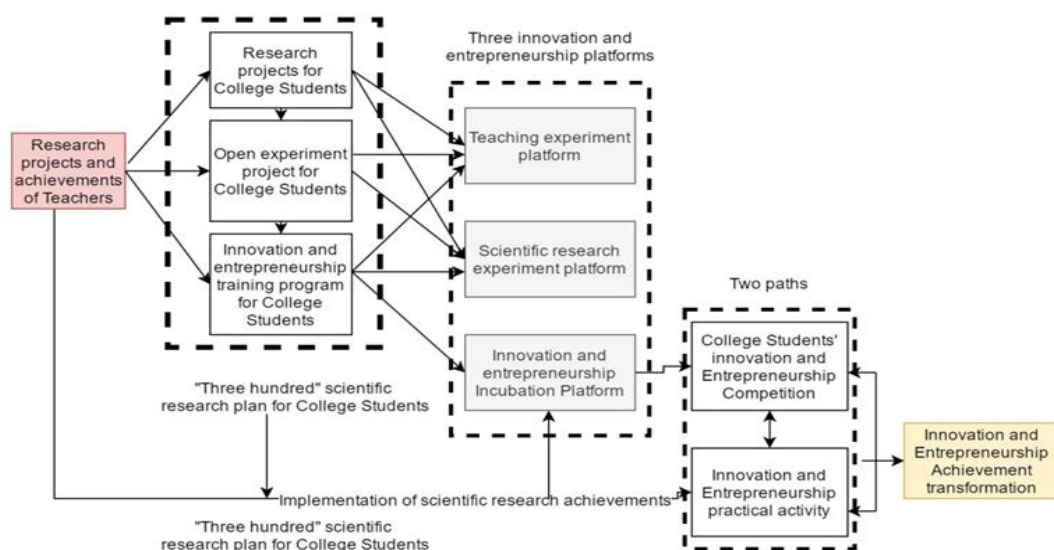 Three innovation and
entrepreneurship platforms
Research
projects for
College Students
Research
projects and
achievements
of Teachers
Open experiment
project for
College Students
Teaching experiment
platform
Innovation and
entrepreneurship
training program
for College
Students
Scientific research
experiment platform
Two paths
Innovation and
entrepreneurship
Incubation Platform
College Students'
innovation and
Entrepreneurship
Competition
"Three hundred" scientific
research plan for College Students
Innovation and
Entrepreneurship
Achievement
transformation
Innovation and
Entrepreneurship
practical activity
Implementation of scientific research achievements
"Three hundred" scientific
research plan for College Students